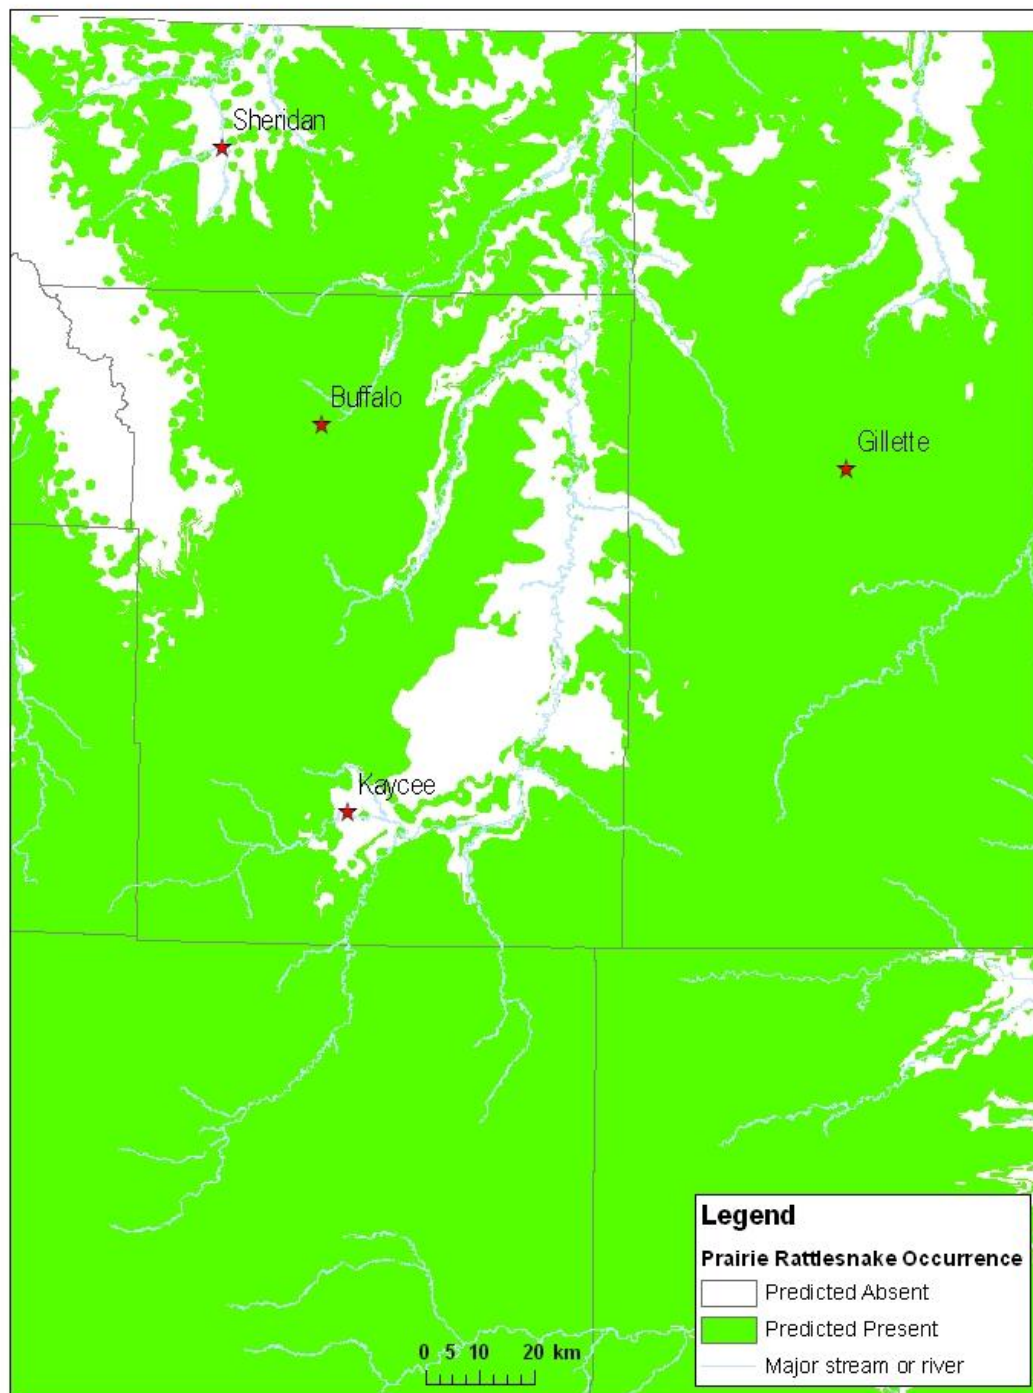 Sheridan
Buffalo
Gillette
Kaycee
0 5 10 20 km
Legend
Prairie Rattlesnake Occurrence
Predicted Absent
Predicted Present
Major stream or river